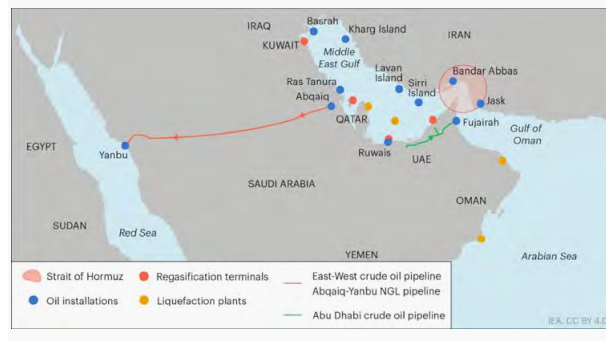 IRAQ
Basrah
Kharg Island
IRAN
KUWAIT
Middle
East Gulf
Lavan
Island
Bandar Abbas
Ras Tanura
Sirri
Island
Abqaiq
Jask
QATAR
Fujairah
Gulf of
Oman
EGYPT
Yanbu
Ruwais
UAE
SAUDI ARABIA
OMAN
SUDAN
Red Sea
YEMEN
Arabian Sea
Strait of Hormuz
Regasification terminals
East-West crude oil pipeline
Abqaiq-Yanbu NGL pipeline
Oil installations
Liquefaction plants
Abu Dhabi crude oil pipeline
IEA. CC BY 4.0